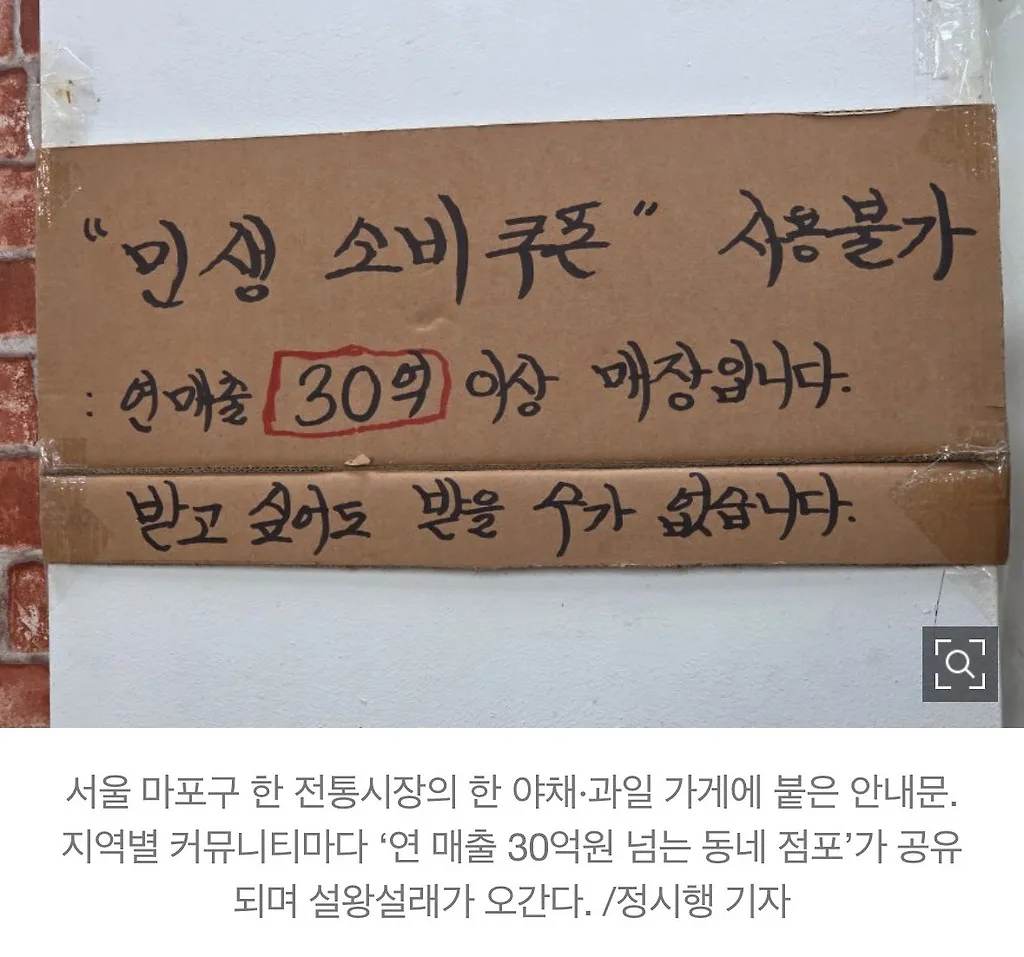 “민생 소비쿠폰” 사용불가
: 연매출 30억 이상 매장입니다.
받고 싶어도 받을 수가 없습니다.
서울 마포구 한 전통시장의 한 야채·과일 가게에 붙은 안내문.
지역별 커뮤니티마다 ‘연 매출 30억원 넘는 동네 점포’가 공유
되며 설왕설래가 오간다. /정시행 기자